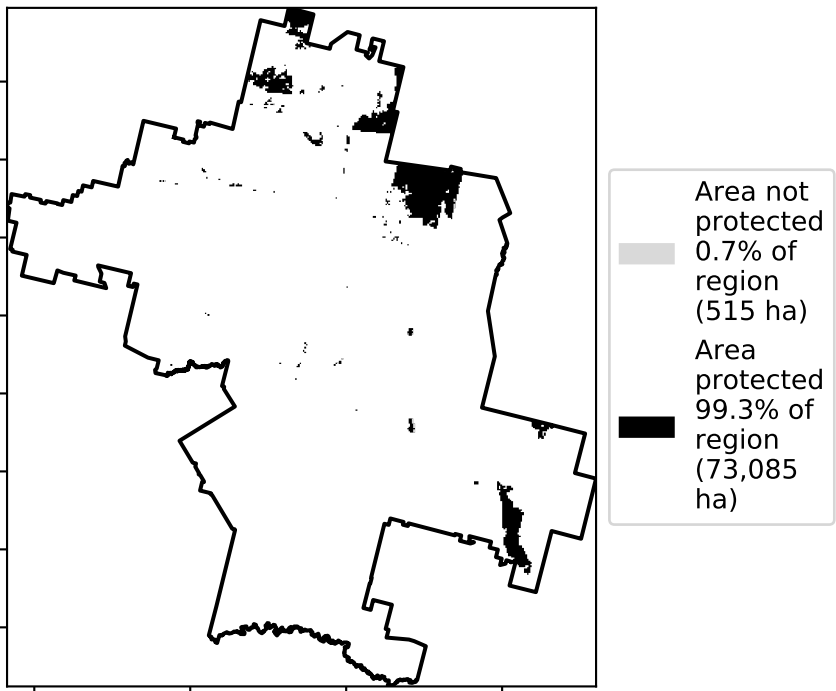 Area not
protected
0.7% of
region
(515 ha)
Area
protected
99.3% of
region
(73,085
ha)